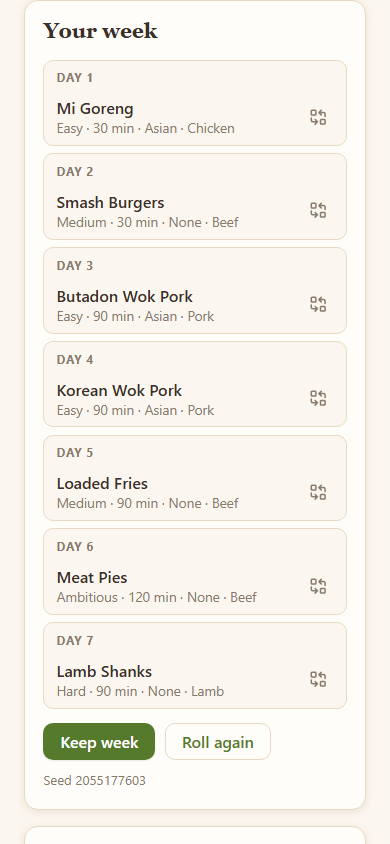 Your week
DAY 1
Mi Goreng
Easy · 30 min · Asian · Chicken
DAY 2
Smash Burgers
Medium · 30 min · None · Beef
DAY 3
Butadon Wok Pork
Easy · 90 min · Asian · Pork
DAY 4
Korean Wok Pork
Easy · 90 min · Asian · Pork
DAY 5
Loaded Fries
Medium · 90 min · None · Beef
DAY 6
Meat Pies
Ambitious · 120 min · None · Beef
DAY 7
Lamb Shanks
Hard · 90 min · None · Lamb
Keep week
Roll again
Seed 2055177603